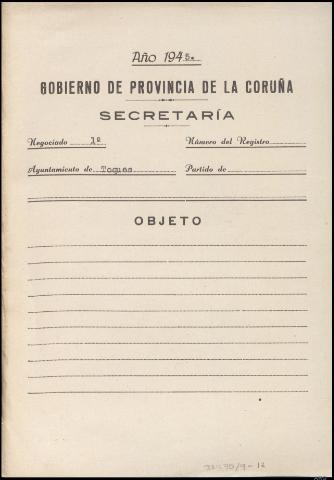 Año 1945.
GOBIERNO DE PROVINCIA DE LA CORUÑA
SECRETARÍA
Negociado 1º Número del Registro
Ayuntamiento de Toques Partido de
OBJETO